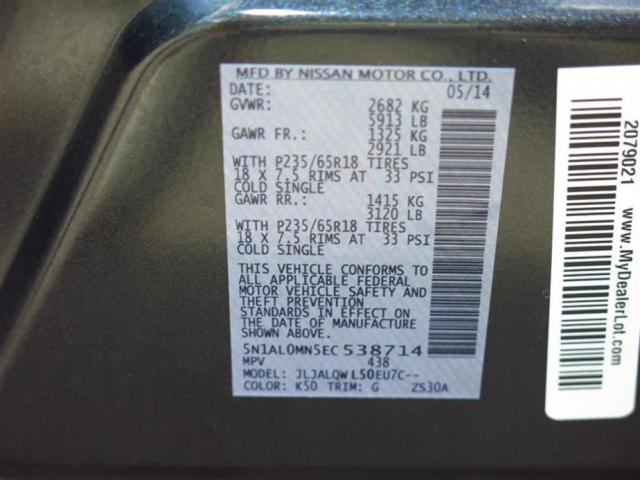 MFD BY NISSAN MOTOR CO., LTD.
DATE: 05/14
GVWR: 2682 KG
5913 LB
GAWR FR.: 1325 KG
2921 LB
WITH P235/65R18 TIRES
18 X 7.5 RIMS AT 33 PSI
COLD SINGLE
GAWR RR.: 1415 KG
3120 LB
WITH P235/65R18 TIRES
18 X 7.5 RIMS AT 33 PSI
COLD SINGLE
THIS VEHICLE CONFORMS TO
ALL APPLICABLE FEDERAL
MOTOR VEHICLE SAFETY AND
THEFT PREVENTION
STANDARDS IN EFFECT ON
THE DATE OF MANUFACTURE
SHOWN ABOVE.
5N1AL0MN5EC538714
MPV 438
MODEL: JLJALQWL50EU7C--
COLOR: K50 TRIM: G ZS30A
2079021 www.MyDealerLot.com